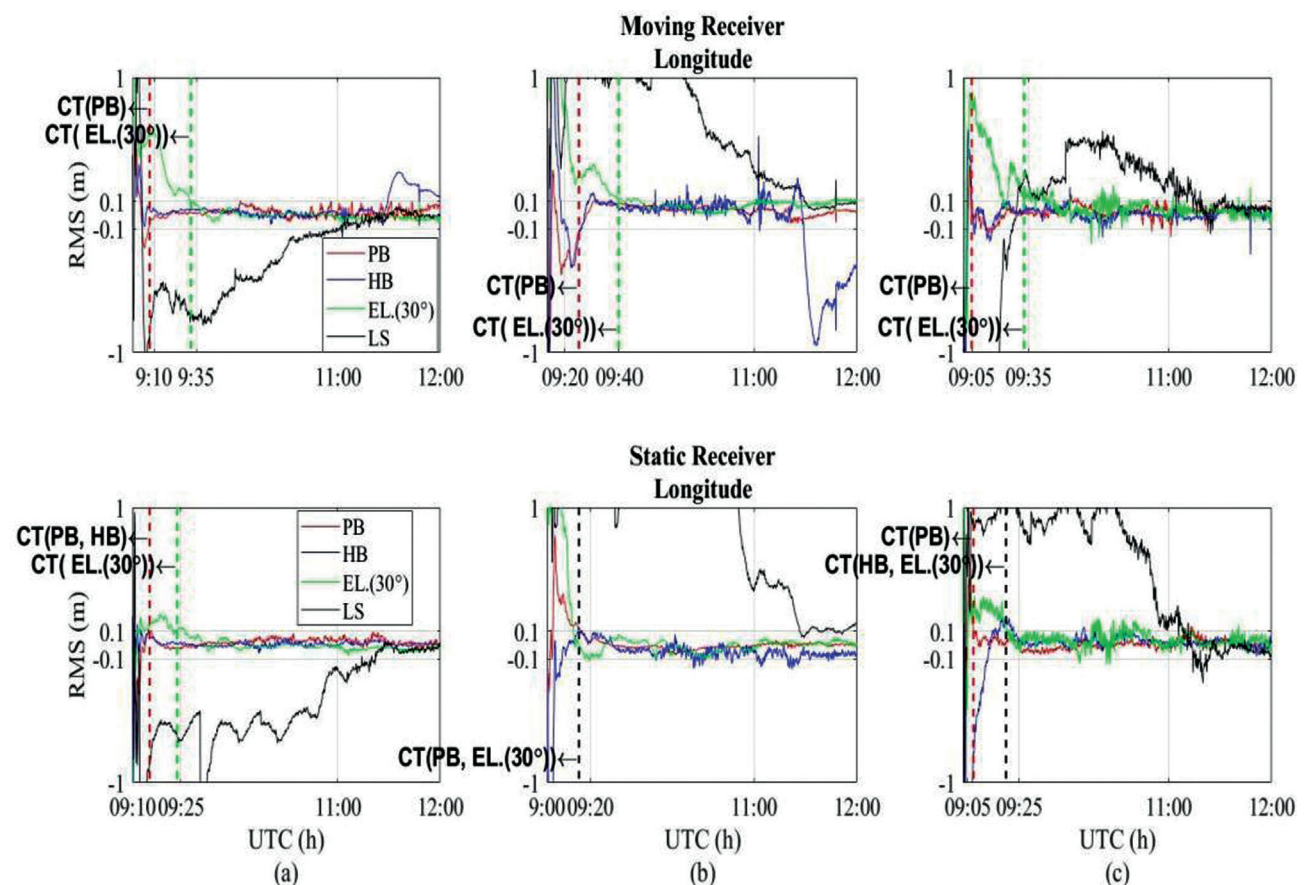 Moving Receiver
Longitude
1
CT(PB)←
CT( EL.(30°))←
RMS (m)
0.1
-0.1
-1
PB
HB
EL.(30°)
LS
9:10 9:35 11:00 12:00
1
0.1
-0.1
CT(PB)←
CT( EL.(30°))←
-1
09:20 09:40 11:00 12:00
1
0.1
-0.1
CT(PB)←
CT( EL.(30°))←
-1
09:05 09:35 11:00 12:00
Static Receiver
Longitude
1
CT(PB, HB)←
CT( EL.(30°))←
RMS (m)
0.1
-0.1
-1
PB
HB
EL.(30°)
LS
09:10 09:25 11:00 12:00
UTC (h)
(a)
1
0.1
-0.1
CT(PB, EL.(30°))←
-1
9:00 09:20 11:00 12:00
UTC (h)
(b)
1
CT(PB)←
CT(HB, EL.(30°))←
0.1
-0.1
-1
09:05 09:25 11:00 12:00
UTC (h)
(c)